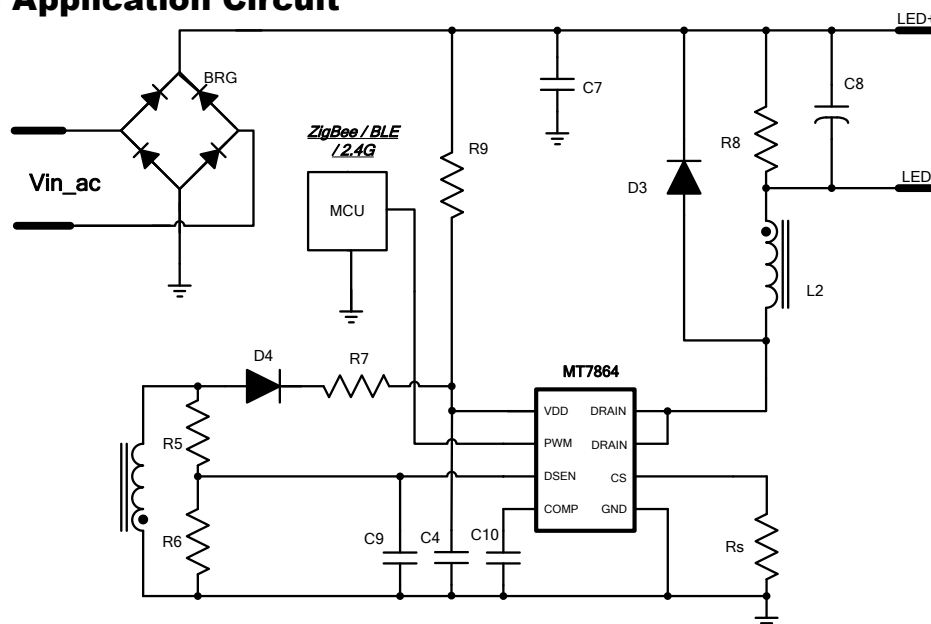 Application Circuit
LED+
BRG
C7
C8
ZigBee / BLE
/ 2.4G
R9
R8
Vin_ac
D3
LED
MCU
L2
D4
R7
MT7864
VDD
DRAIN
R5
PWM
DRAIN
DSEN
CS
COMP
GND
R6
C9
C4
C10
Rs